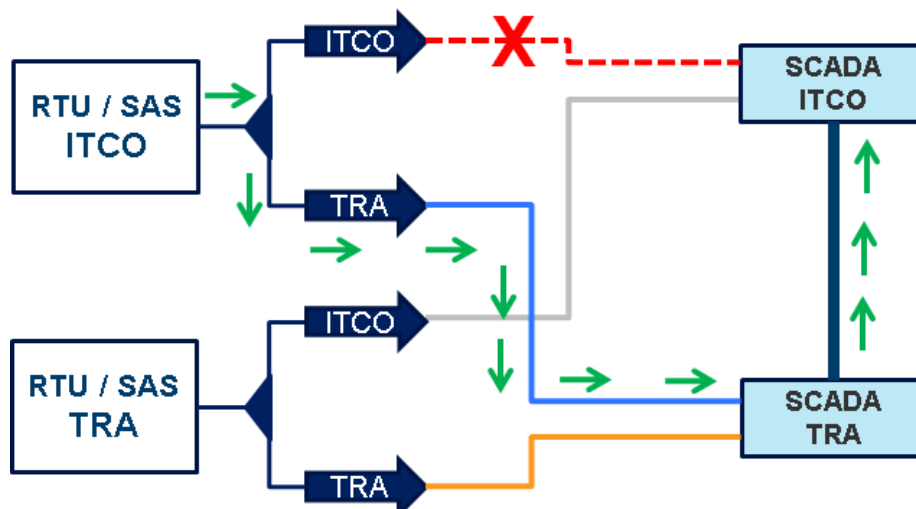 ITCO
RTU / SAS
ITCO
SCADA
ITCO
TRA
ITCO
RTU / SAS
TRA
SCADA
TRA
TRA